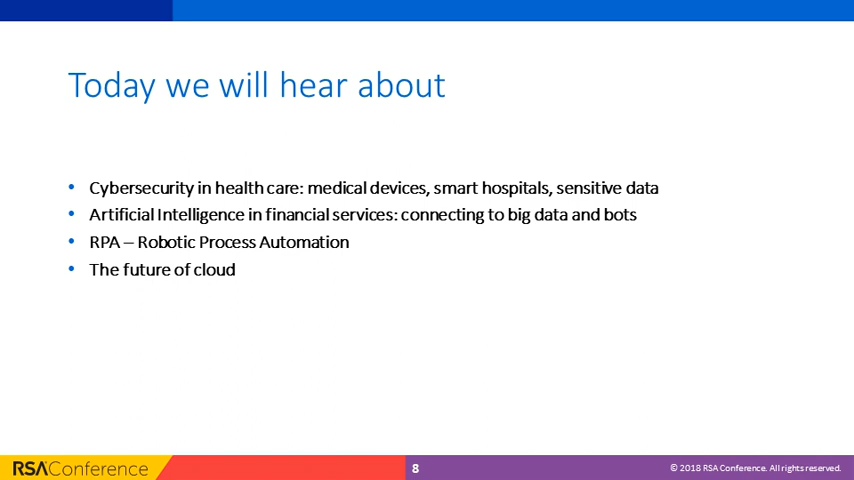 Today we will hear about
• Cybersecurity in health care: medical devices, smart hospitals, sensitive data
• Artificial Intelligence in financial services: connecting to big data and bots
• RPA – Robotic Process Automation
• The future of cloud
RSAConference
8
© 2018 RSA Conference. All rights reserved.